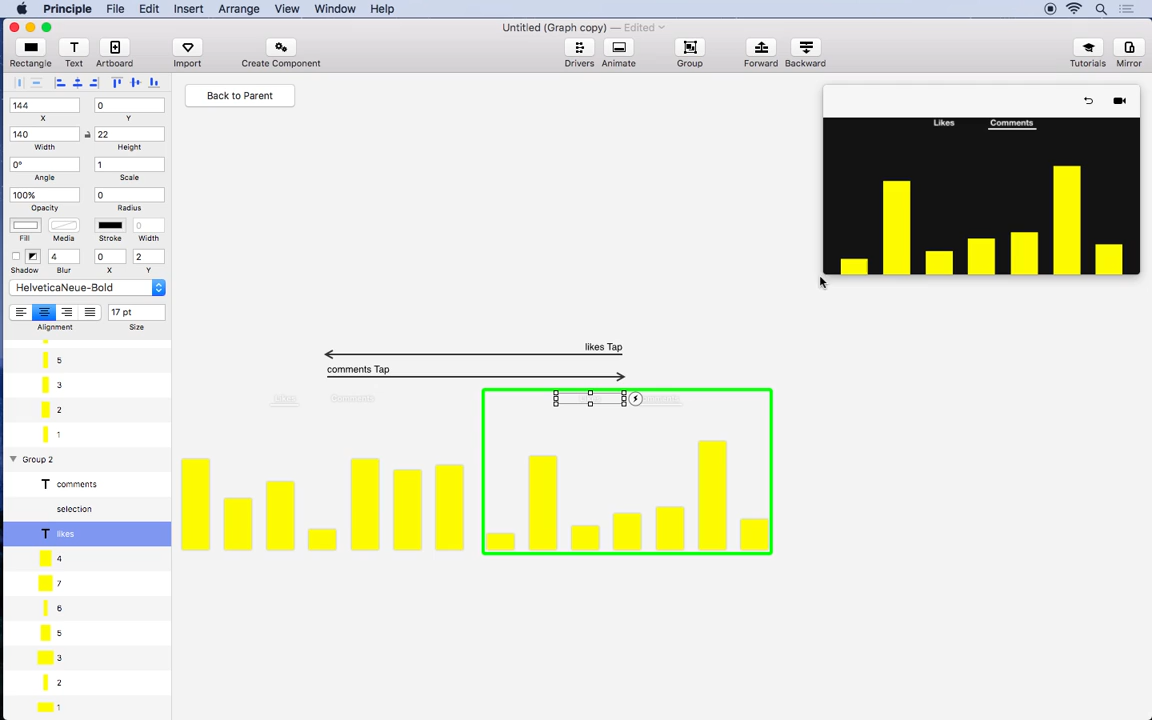 Principle File Edit View Insert Arrange Window Help
Untitled (Graph copy) — Edited
Rectangle Text Artboard Import Create Component Drivers Animate Group Forward Backward Tutorials Mirror
144 0
X Y
140 22
Width Height
0° 1
Angle Scale
100% 0
Opacity Radius
0
Fill Media Stroke Width
4 0 2
Shadow Blur X Y
HelveticaNeue-Bold
17 pt
Alignment Size
5
3
2
1
Group 2
T comments
selection
T likes
4
7
6
5
3
2
1
Back to Parent
likes Tap
comments Tap
Likes Comments
Likes Comments